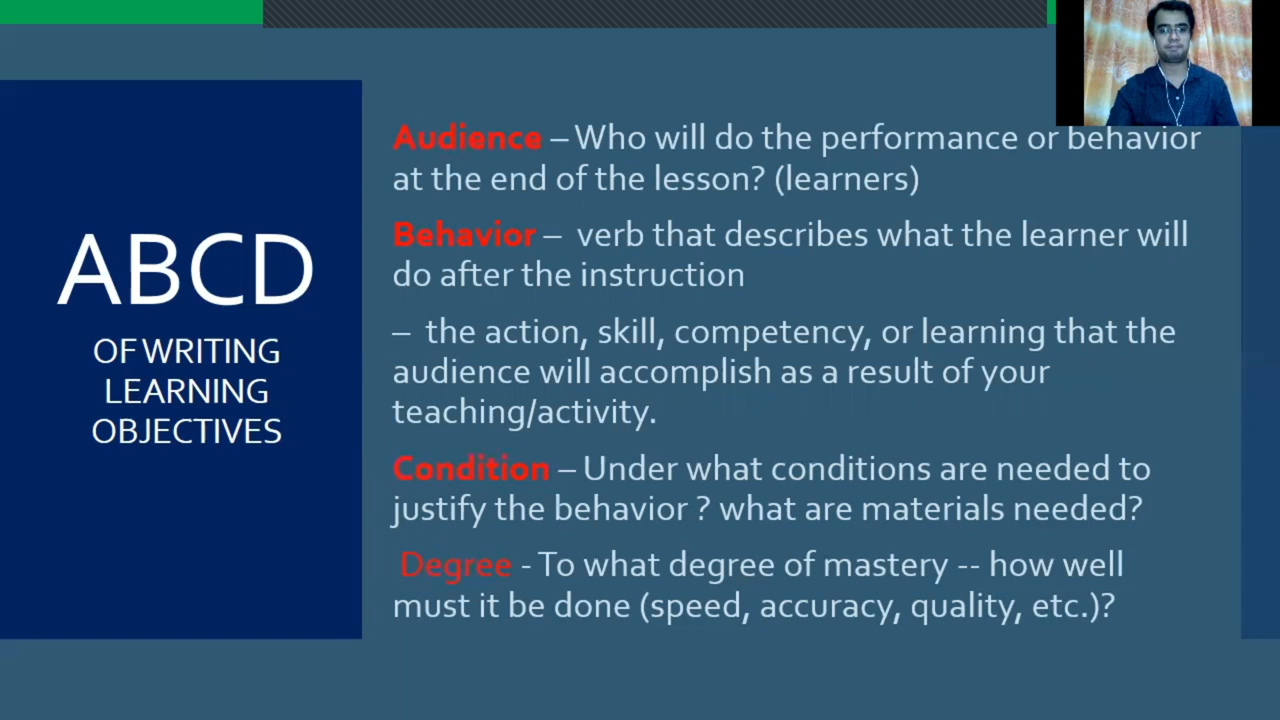 ABCD
OF WRITING
LEARNING
OBJECTIVES
Audience – Who will do the performance or behavior
at the end of the lesson? (learners)
Behavior – verb that describes what the learner will
do after the instruction
– the action, skill, competency, or learning that the
audience will accomplish as a result of your
teaching/activity.
Condition – Under what conditions are needed to
justify the behavior ? what are materials needed?
Degree - To what degree of mastery -- how well
must it be done (speed, accuracy, quality, etc.)?